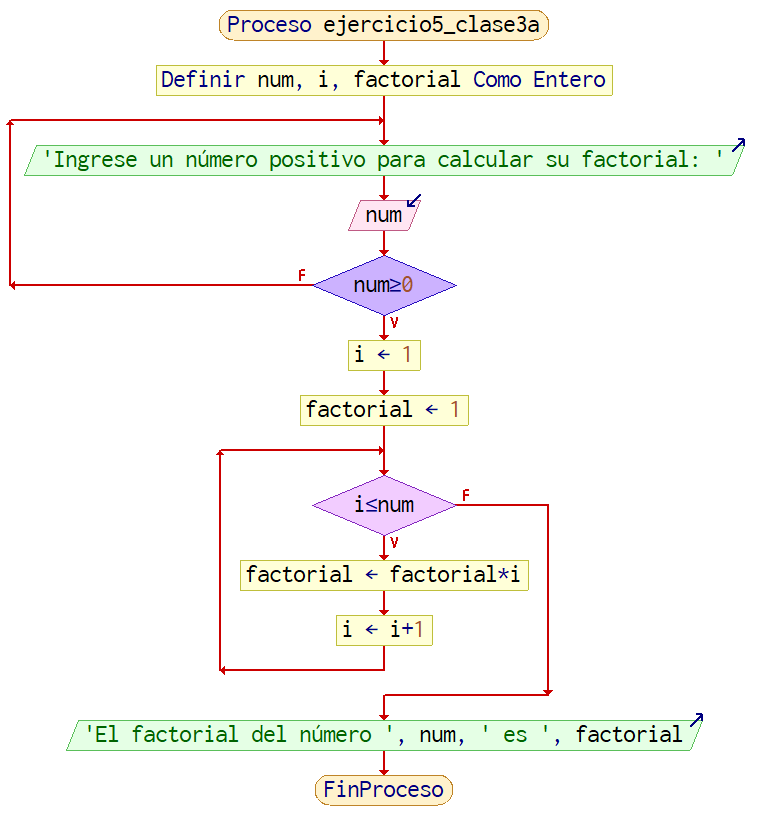 Proceso ejercicio5_clase3a
Definir num, i, factorial Como Entero
'Ingrese un número positivo para calcular su factorial: '
num
num≥0
F
V
i ← 1
factorial ← 1
i≤num
F
V
factorial ← factorial*i
i ← i+1
'El factorial del número ', num, ' es ', factorial
FinProceso